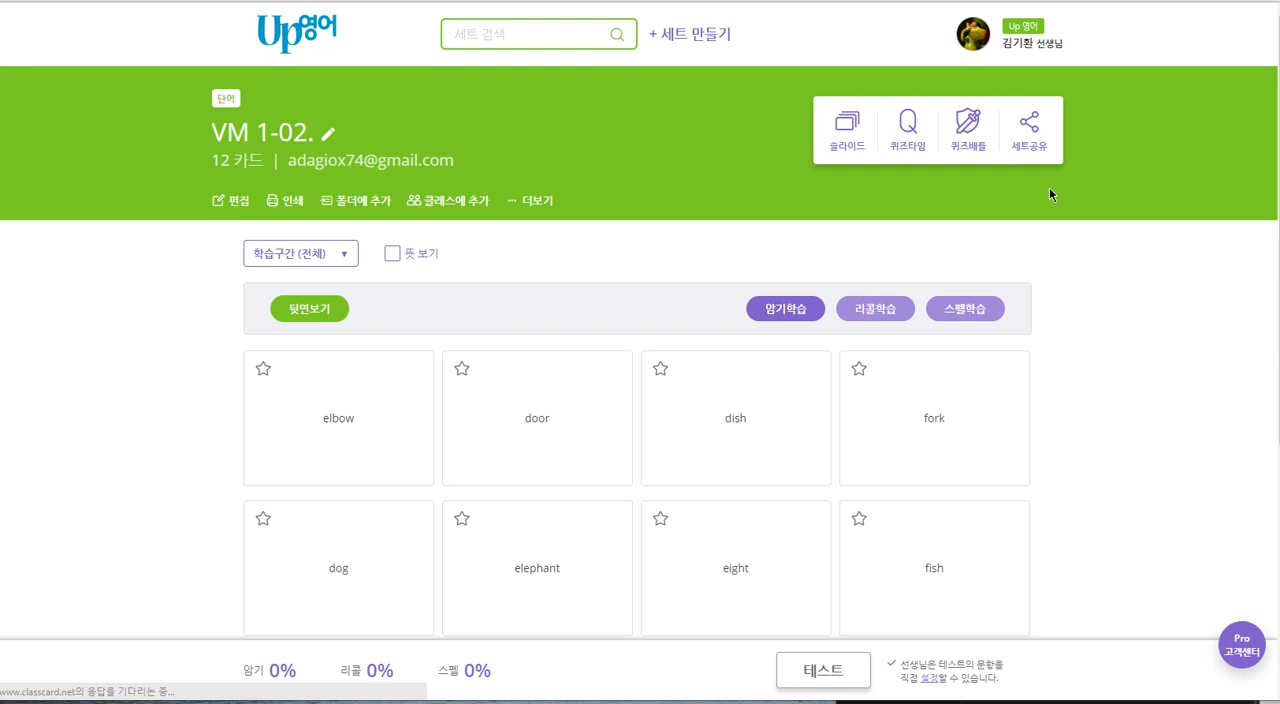 Up영어
세트 검색
+ 세트 만들기
Up 영어
김기환 선생님
단어
VM 1-02.
12 카드 | adagiox74@gmail.com
슬라이드
퀴즈타임
퀴즈배틀
세트공유
편집
인쇄
폴더에 추가
클래스에 추가
··· 더보기
학습구간 (전체) ▼
뜻 보기
뒷면보기
암기학습
리콜학습
스펠학습
elbow
door
dish
fork
dog
elephant
eight
fish
Pro
고객센터
암기 0%
리콜 0%
스펠 0%
테스트
선생님은 테스트의 문항을
직접 설정할 수 있습니다.
www.classcard.net의 응답을 기다리는 중...